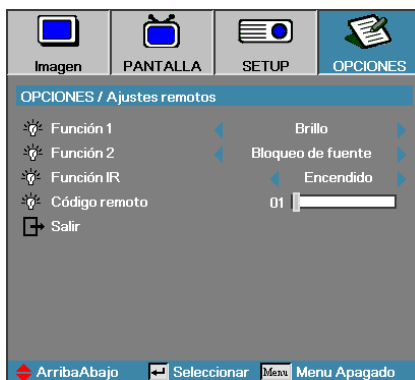 Imagen PANTALLA SETUP OPCIONES
OPCIONES / Ajustes remotos
Función 1 Brillo
Función 2 Bloqueo de fuente
Función IR Encendido
Código remoto 01
Salir
ArribaAbajo Seleccionar Menu Menu Apagado